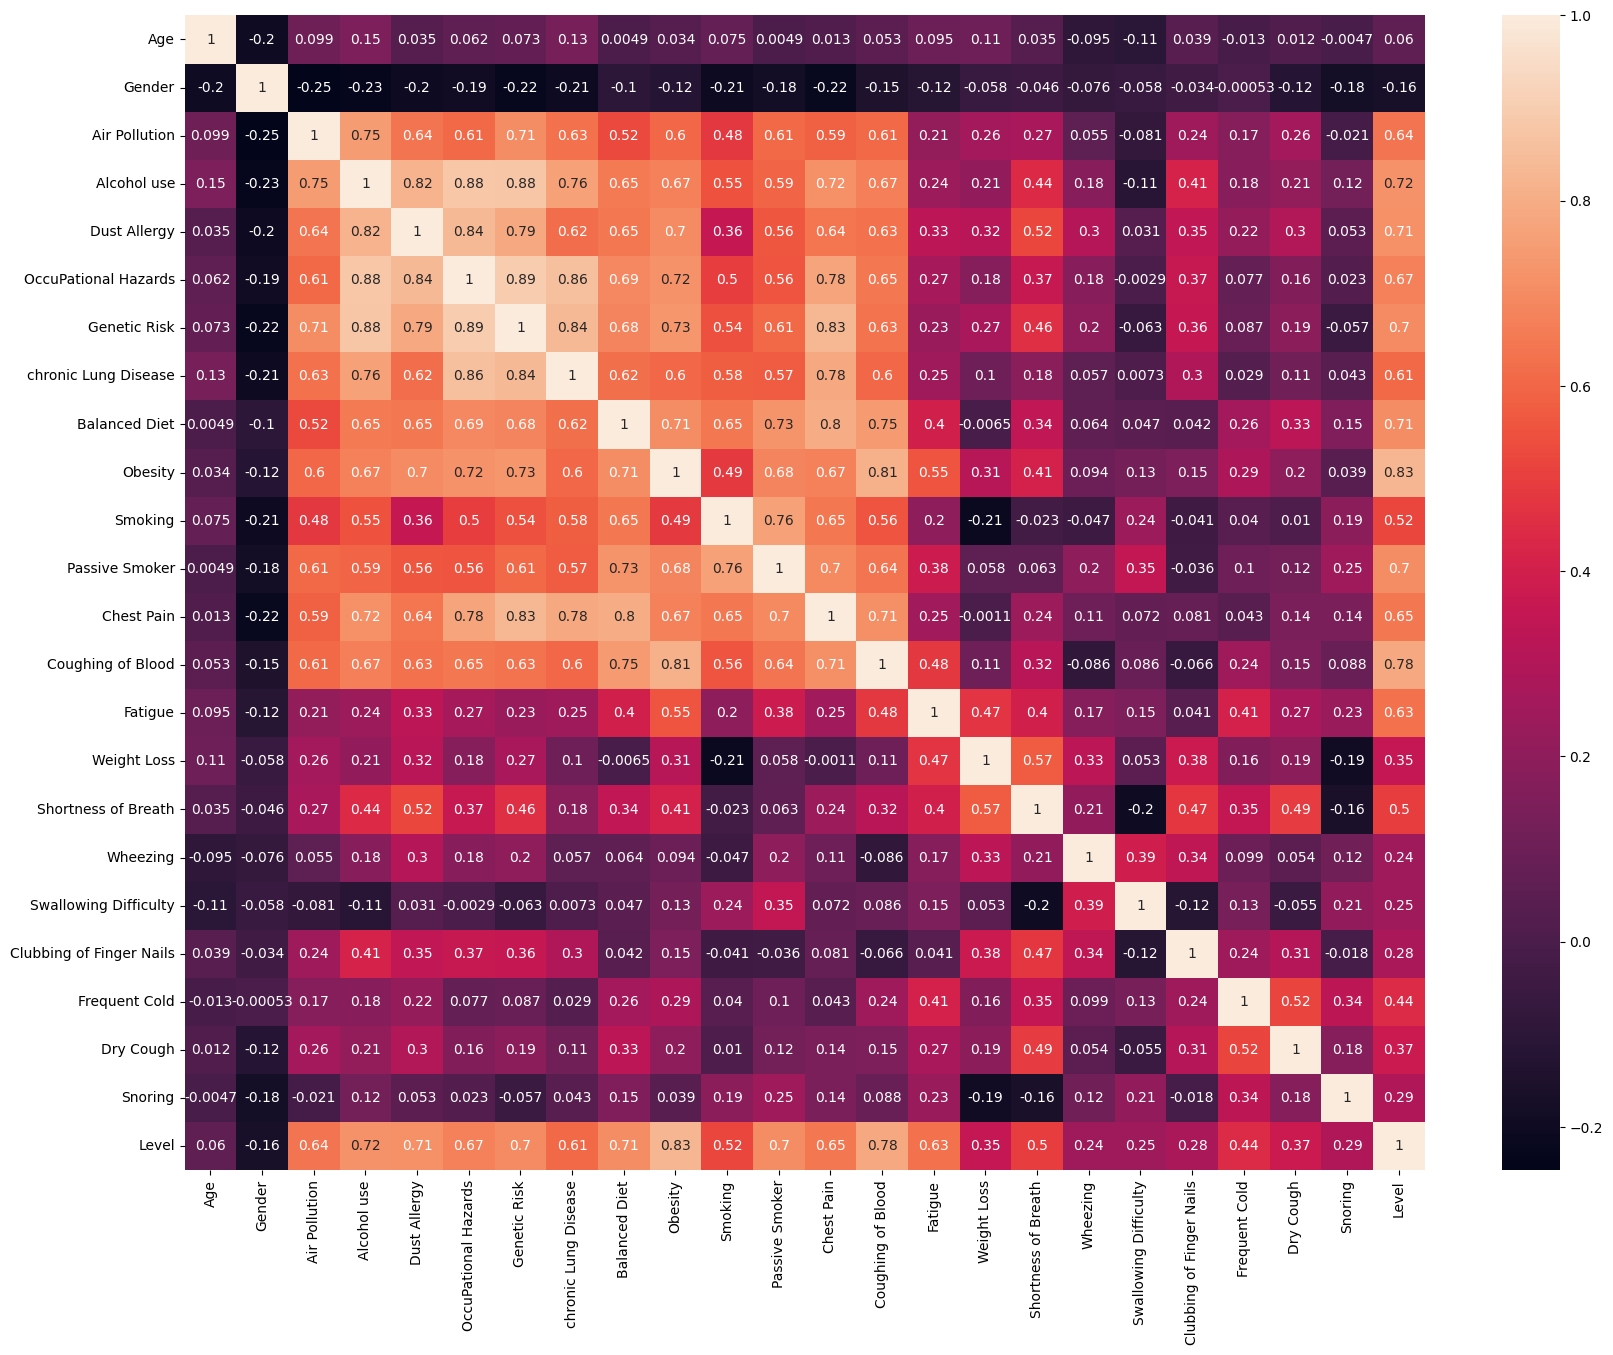 Age 1 -0.2 0.099 0.15 0.035 0.062 0.073 0.13 0.0049 0.034 0.075 0.0049 0.013 0.053 0.095 0.11 0.035 -0.095 -0.11 0.039 -0.013 0.012 -0.0047 0.06 1.0
Gender -0.2 1 -0.25 -0.23 -0.2 -0.19 -0.22 -0.21 -0.1 -0.12 -0.21 -0.18 -0.22 -0.15 -0.12 -0.058 -0.046 -0.076 -0.058 -0.034 -0.00053 -0.12 -0.18 -0.16
Air Pollution 0.099 -0.25 1 0.75 0.64 0.61 0.71 0.63 0.52 0.6 0.48 0.61 0.59 0.61 0.21 0.26 0.27 0.055 -0.081 0.24 0.17 0.26 -0.021 0.64
Alcohol use 0.15 -0.23 0.75 1 0.82 0.88 0.88 0.76 0.65 0.67 0.55 0.59 0.72 0.67 0.24 0.21 0.44 0.18 -0.11 0.41 0.18 0.21 0.12 0.72 0.8
Dust Allergy 0.035 -0.2 0.64 0.82 1 0.84 0.79 0.62 0.65 0.7 0.36 0.56 0.64 0.63 0.33 0.32 0.52 0.3 0.031 0.35 0.22 0.3 0.053 0.71
OccuPational Hazards 0.062 -0.19 0.61 0.88 0.84 1 0.89 0.86 0.69 0.72 0.5 0.56 0.78 0.65 0.27 0.18 0.37 0.18 -0.0029 0.37 0.077 0.16 0.023 0.67
Genetic Risk 0.073 -0.22 0.71 0.88 0.79 0.89 1 0.84 0.68 0.73 0.54 0.61 0.83 0.63 0.23 0.27 0.46 0.2 -0.063 0.36 0.087 0.19 -0.057 0.7
chronic Lung Disease 0.13 -0.21 0.63 0.76 0.62 0.86 0.84 1 0.62 0.6 0.58 0.57 0.78 0.6 0.25 0.1 0.18 0.057 0.0073 0.3 0.029 0.11 0.043 0.61 0.6
Balanced Diet 0.0049 -0.1 0.52 0.65 0.65 0.69 0.68 0.62 1 0.71 0.65 0.73 0.8 0.75 0.4 -0.0065 0.34 0.064 0.047 0.042 0.26 0.33 0.15 0.71
Obesity 0.034 -0.12 0.6 0.67 0.7 0.72 0.73 0.6 0.71 1 0.49 0.68 0.67 0.81 0.55 0.31 0.41 0.094 0.13 0.15 0.29 0.2 0.039 0.83
Smoking 0.075 -0.21 0.48 0.55 0.36 0.5 0.54 0.58 0.65 0.49 1 0.76 0.65 0.56 0.2 -0.21 -0.023 -0.047 0.24 -0.041 0.04 0.01 0.19 0.52
Passive Smoker 0.0049 -0.18 0.61 0.59 0.56 0.56 0.61 0.57 0.73 0.68 0.76 1 0.7 0.64 0.38 0.058 0.063 0.2 0.35 -0.036 0.1 0.12 0.25 0.7 0.4
Chest Pain 0.013 -0.22 0.59 0.72 0.64 0.78 0.83 0.78 0.8 0.67 0.65 0.7 1 0.71 0.25 -0.0011 0.24 0.11 0.072 0.081 0.043 0.14 0.14 0.65
Coughing of Blood 0.053 -0.15 0.61 0.67 0.63 0.65 0.63 0.6 0.75 0.81 0.56 0.64 0.71 1 0.48 0.11 0.32 -0.086 0.086 -0.066 0.24 0.15 0.088 0.78
Fatigue 0.095 -0.12 0.21 0.24 0.33 0.27 0.23 0.25 0.4 0.55 0.2 0.38 0.25 0.48 1 0.47 0.4 0.17 0.15 0.041 0.41 0.27 0.23 0.63
Weight Loss 0.11 -0.058 0.26 0.21 0.32 0.18 0.27 0.1 -0.0065 0.31 -0.21 0.058 -0.0011 0.11 0.47 1 0.57 0.33 0.053 0.38 0.16 0.19 -0.19 0.35 0.2
Shortness of Breath 0.035 -0.046 0.27 0.44 0.52 0.37 0.46 0.18 0.34 0.41 -0.023 0.063 0.24 0.32 0.4 0.57 1 0.21 -0.2 0.47 0.35 0.49 -0.16 0.5
Wheezing -0.095 -0.076 0.055 0.18 0.3 0.18 0.2 0.057 0.064 0.094 -0.047 0.2 0.11 -0.086 0.17 0.33 0.21 1 0.39 0.34 0.099 0.054 0.12 0.24
Swallowing Difficulty -0.11 -0.058 -0.081 -0.11 0.031 -0.0029 -0.063 0.0073 0.047 0.13 0.24 0.35 0.072 0.086 0.15 0.053 -0.2 0.39 1 -0.12 0.13 -0.055 0.21 0.25
Clubbing of Finger Nails 0.039 -0.034 0.24 0.41 0.35 0.37 0.36 0.3 0.042 0.15 -0.041 -0.036 0.081 -0.066 0.041 0.38 0.47 0.34 -0.12 1 0.24 0.31 -0.018 0.28 0.0
Frequent Cold -0.013 -0.00053 0.17 0.18 0.22 0.077 0.087 0.029 0.26 0.29 0.04 0.1 0.043 0.24 0.41 0.16 0.35 0.099 0.13 0.24 1 0.52 0.34 0.44
Dry Cough 0.012 -0.12 0.26 0.21 0.3 0.16 0.19 0.11 0.33 0.2 0.01 0.12 0.14 0.15 0.27 0.19 0.49 0.054 -0.055 0.31 0.52 1 0.18 0.37
Snoring -0.0047 -0.18 -0.021 0.12 0.053 0.023 -0.057 0.043 0.15 0.039 0.19 0.25 0.14 0.088 0.23 -0.19 -0.16 0.12 0.21 -0.018 0.34 0.18 1 0.29
Level 0.06 -0.16 0.64 0.72 0.71 0.67 0.7 0.61 0.71 0.83 0.52 0.7 0.65 0.78 0.63 0.35 0.5 0.24 0.25 0.28 0.44 0.37 0.29 1 −0.2
Age
Gender
Air Pollution
Alcohol use
Dust Allergy
OccuPational Hazards
Genetic Risk
chronic Lung Disease
Balanced Diet
Obesity
Smoking
Passive Smoker
Chest Pain
Coughing of Blood
Fatigue
Weight Loss
Shortness of Breath
Wheezing
Swallowing Difficulty
Clubbing of Finger Nails
Frequent Cold
Dry Cough
Snoring
Level